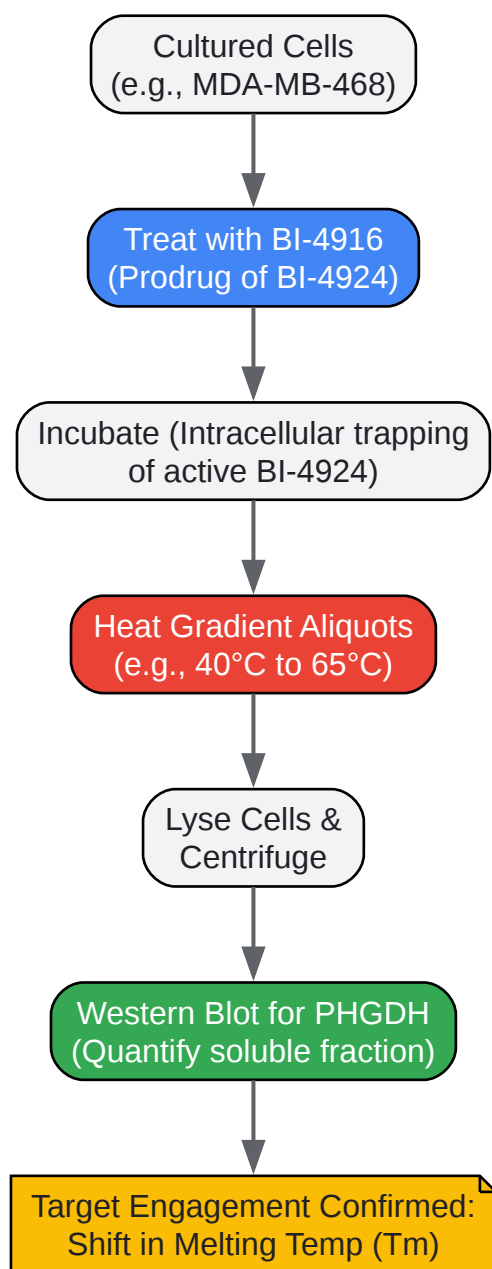 Cultured Cells
(e.g., MDA-MB-468)
Treat with BI-4916
(Prodrug of BI-4924)
Incubate (Intracellular trapping
of active BI-4924)
Heat Gradient Aliquots
(e.g., 40°C to 65°C)
Lyse Cells &
Centrifuge
Western Blot for PHGDH
(Quantify soluble fraction)
Target Engagement Confirmed:
Shift in Melting Temp (Tm)